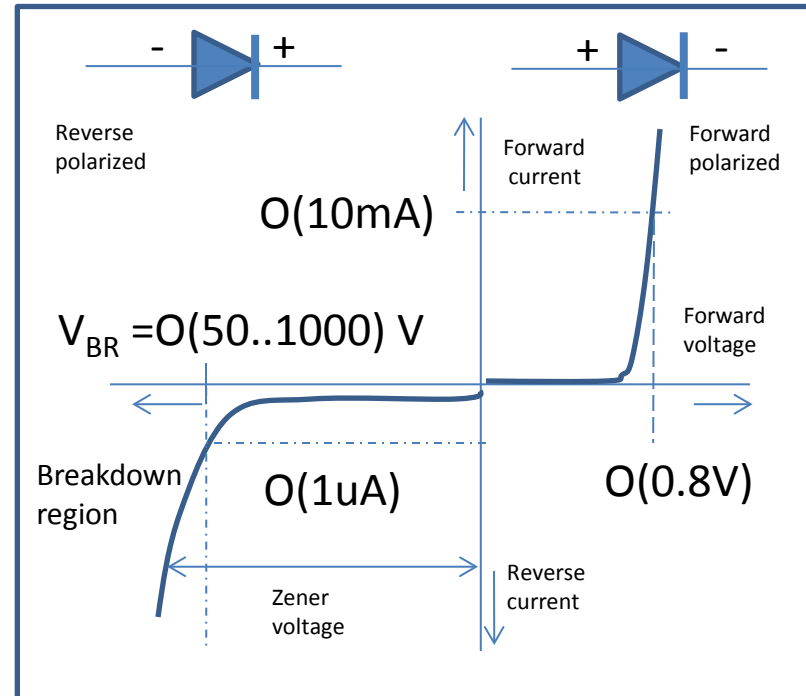 - +
+ -
Reverse
polarized
Forward
current
Forward
polarized
O(10mA)
V_BR =O(50..1000) V
Forward
voltage
Breakdown
region
O(1uA)
O(0.8V)
Zener
voltage
Reverse
current